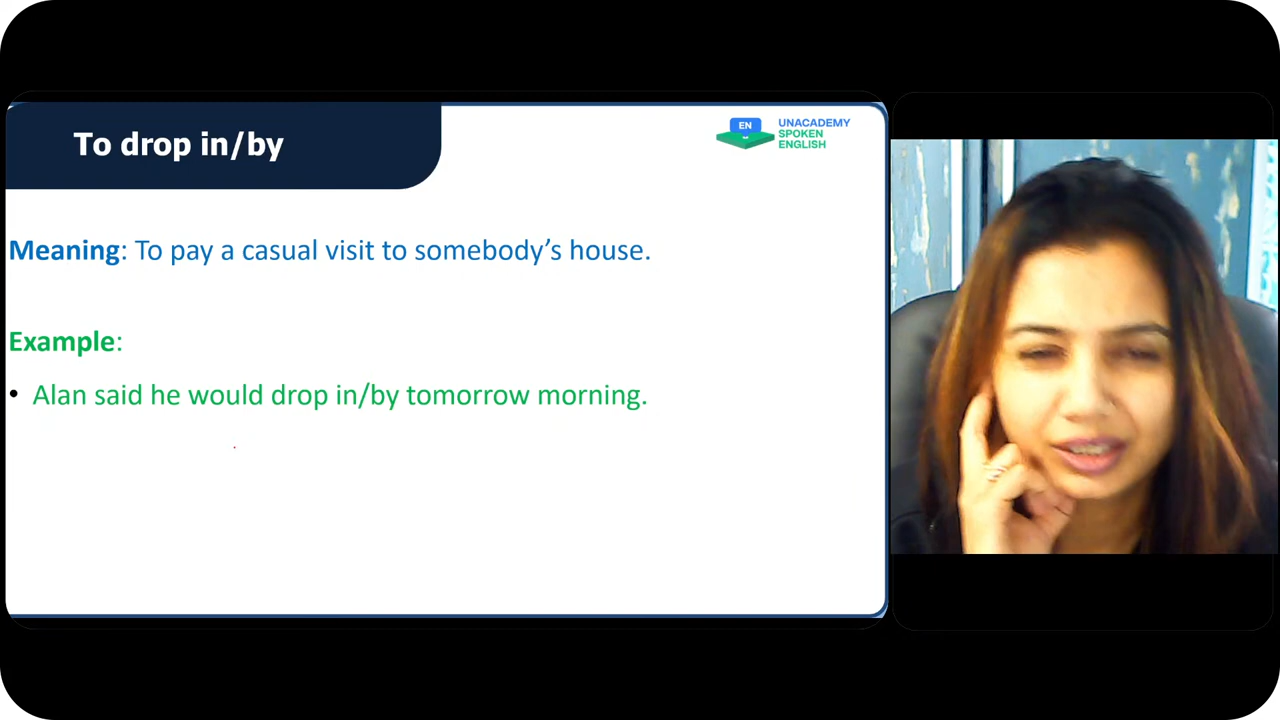 To drop in/by
EN
UNACADEMY
SPOKEN
ENGLISH
Meaning: To pay a casual visit to somebody’s house.
Example:
• Alan said he would drop in/by tomorrow morning.